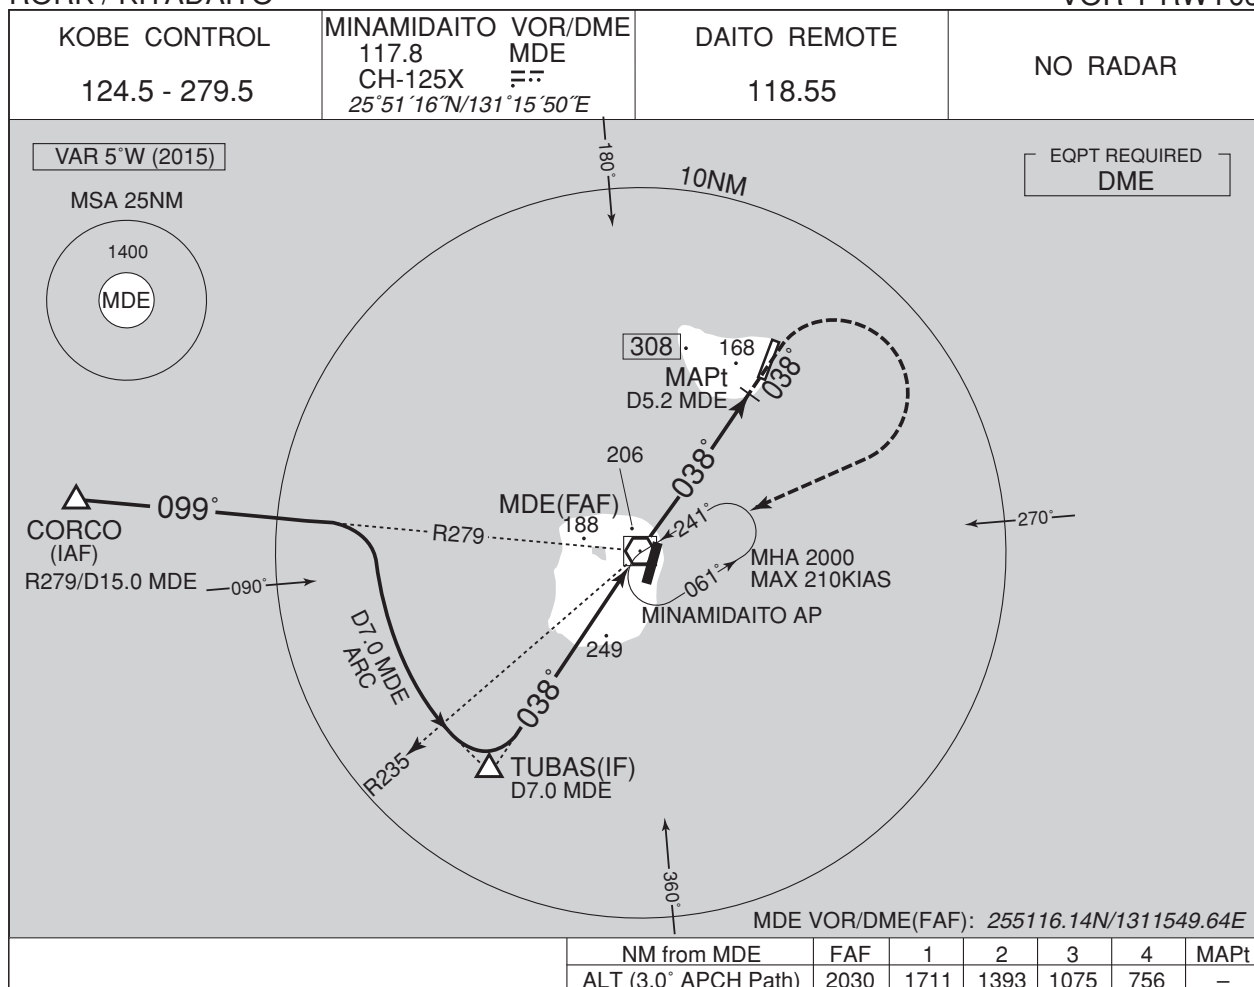 KOBE CONTROL
124.5 - 279.5
MINAMIDAITO VOR/DME
117.8 MDE
CH-125X
25°51´16˝N/131°15´50˝E
DAITO REMOTE
118.55
NO RADAR
VAR 5°W (2015)
MSA 25NM
1400
MDE
180°
10NM
EQPT REQUIRED
DME
308
168
MAPt
D5.2 MDE
038°
038°
206
MDE(FAF)
188
099°
CORCO
(IAF)
R279/D15.0 MDE
R279
241°
270°
MHA 2000
MAX 210KIAS
061°
090°
MINAMIDAITO AP
249
D7.0 MDE
ARC
038°
R235
TUBAS(IF)
D7.0 MDE
360°
MDE VOR/DME(FAF): 255116.14N/1311549.64E
NM from MDE FAF 1 2 3 4 MAPt
ALT (3.0° APCH Path) 2030 1711 1393 1075 756 –